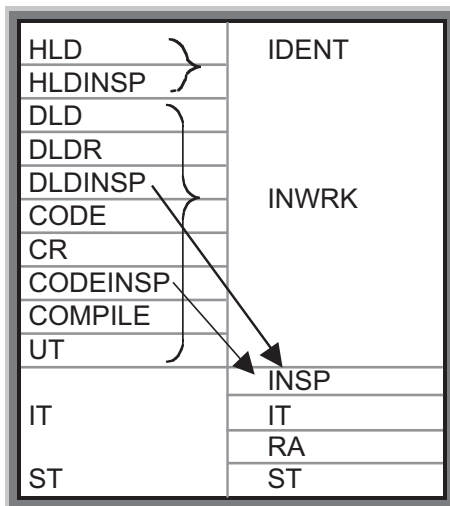 HLD
HLDINSP
DLD
DLDR
DLDINSP
CODE
CR
CODEINSP
COMPILE
UT
IT
ST
IDENT
INWRK
INSP
IT
RA
ST